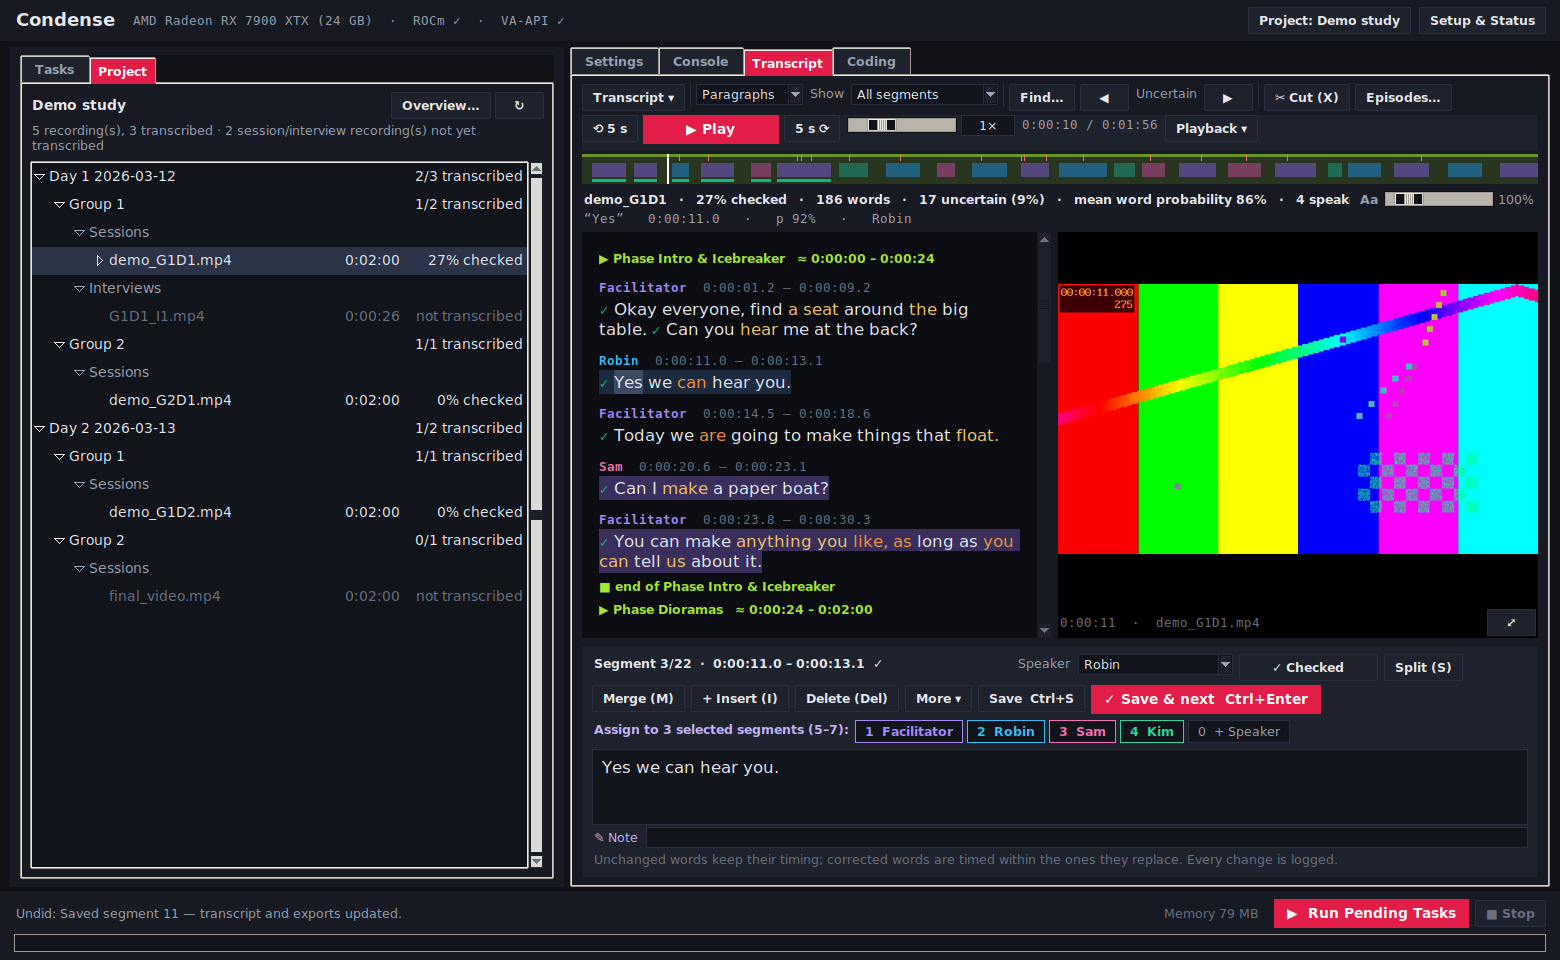 Condense AMD Radeon RX 7900 XTX (24 GB) · ROCm ✓ · VA-API ✓ Project: Demo study Setup & Status
Tasks Project
Demo study Overview… ↻
5 recording(s), 3 transcribed · 2 session/interview recording(s) not yet
transcribed
Day 1 2026-03-12 2/3 transcribed
Group 1 1/2 transcribed
Sessions
demo_G1D1.mp4 0:02:00 27% checked
Interviews
G1D1_I1.mp4 0:00:26 not transcribed
Group 2 1/1 transcribed
Sessions
demo_G2D1.mp4 0:02:00 0% checked
Day 2 2026-03-13 1/2 transcribed
Group 1 1/1 transcribed
Sessions
demo_G1D2.mp4 0:02:00 0% checked
Group 2 0/1 transcribed
Sessions
final_video.mp4 0:02:00 not transcribed
Settings Console Transcript Coding
Transcript ▾ Paragraphs Show All segments Find… ◀ Uncertain ▶ ✂ Cut (X) Episodes…
⟲ 5 s ▶ Play 5 s ⟳ 1× 0:00:10 / 0:01:56 Playback ▾
demo_G1D1 · 27% checked · 186 words · 17 uncertain (9%) · mean word probability 86% · 4 speak Aa 100%
“Yes” 0:00:11.0 · p 92% · Robin
▶ Phase Intro & Icebreaker ≈ 0:00:00 – 0:00:24
Facilitator 0:00:01.2 – 0:00:09.2
✓ Okay everyone, find a seat around the big
table. ✓ Can you hear me at the back?
Robin 0:00:11.0 – 0:00:13.1
✓ Yes we can hear you.
Facilitator 0:00:14.5 – 0:00:18.6
✓ Today we are going to make things that float.
Sam 0:00:20.6 – 0:00:23.1
✓ Can I make a paper boat?
Facilitator 0:00:23.8 – 0:00:30.3
✓ You can make anything you like, as long as you
can tell us about it.
■ end of Phase Intro & Icebreaker
▶ Phase Dioramas ≈ 0:00:24 – 0:02:00
00:00:11.000
275
0:00:11 · demo_G1D1.mp4 ⤢
Segment 3/22 · 0:00:11.0 – 0:00:13.1 ✓ Speaker Robin ✓ Checked Split (S)
Merge (M) + Insert (I) Delete (Del) More ▾ Save Ctrl+S ✓ Save & next Ctrl+Enter
Assign to 3 selected segments (5–7): 1 Facilitator 2 Robin 3 Sam 4 Kim 0 + Speaker
Yes we can hear you.
✎ Note
Unchanged words keep their timing; corrected words are timed within the ones they replace. Every change is logged.
Undid: Saved segment 11 — transcript and exports updated. Memory 79 MB ▶ Run Pending Tasks ■ Stop